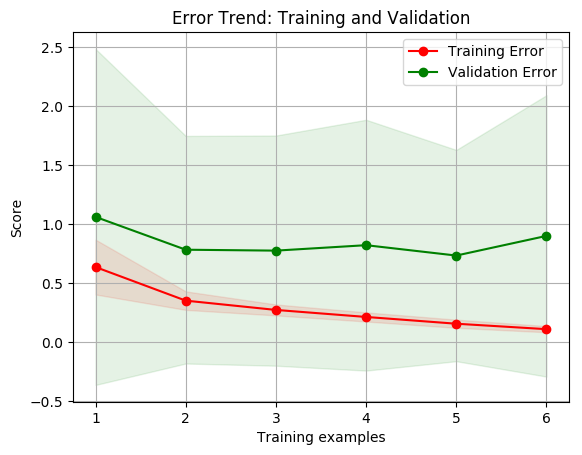 Error Trend: Training and Validation
Training Error
Validation Error
Score
2.5
2.0
1.5
1.0
0.5
0.0
−0.5
1 2 3 4 5 6
Training examples